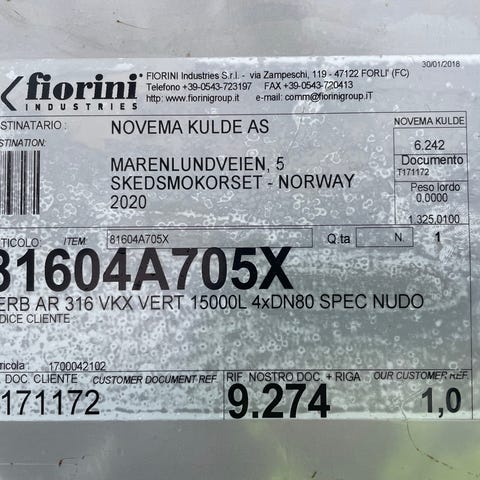 30/01/2018
fiorini
INDUSTRIES
FIORINI Industries S.r.l. - via Zampeschi, 119 - 47122 FORLI' (FC)
Telefono +39-0543-723197 FAX +39-0543-720413
http: www.fiorinigroup.it/ e-mail: comm@fiorinigroup.iT
STINATARIO :
STINATION:
NOVEMA KULDE AS
MARENLUNDVEIEN, 5
SKEDSMOKORSET - NORWAY
2020
NOVEMA KULDE
6.242
Documento
T171172
Peso lordo
0.0000
1.325,0100
TICOLO: ITEM: 81604A705X Q.ta N. 1
81604A705X
ERB AR 316 VKX VERT 15000L 4xDN80 SPEC NUDO
DICE CLIENTE
ricola : 1700042102
. DOC. CLIENTE CUSTOMER DOCUMENT REF.
171172
RIF. NOSTRO DOC. + RIGA OUR CUSTOMER REF.
9.274 1,0